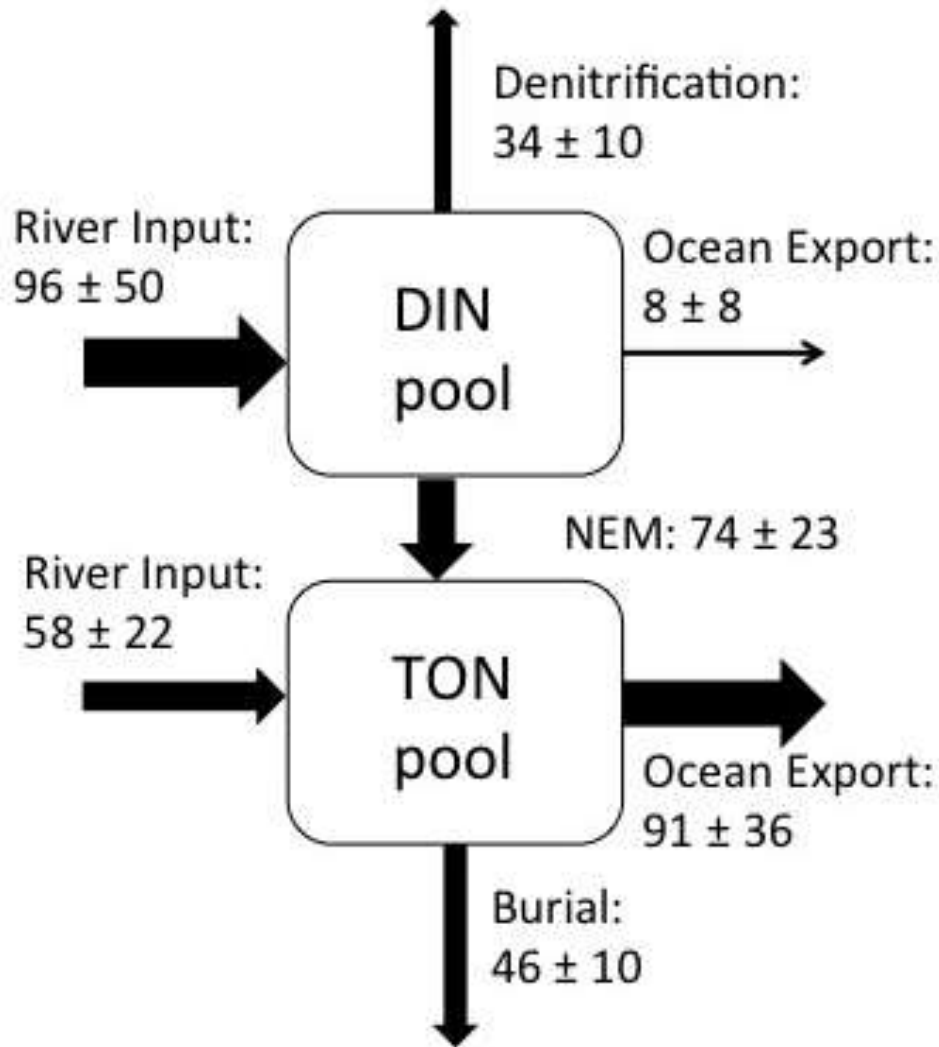 Denitrification:
34 ± 10
River Input:
96 ± 50
Ocean Export:
8 ± 8
DIN
pool
NEM: 74 ± 23
River Input:
58 ± 22
TON
pool
Ocean Export:
91 ± 36
Burial:
46 ± 10